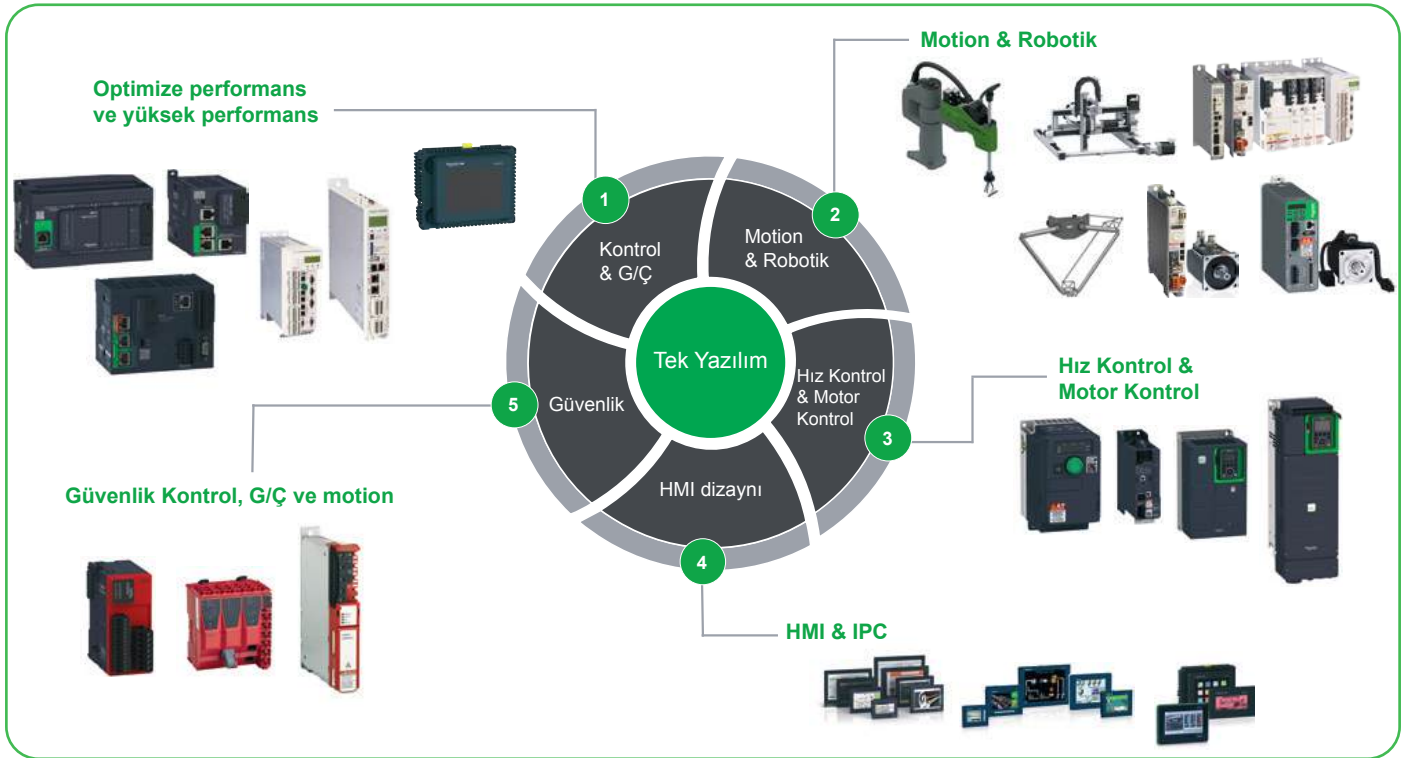 Optimize performans
ve yüksek performans
Motion & Robotik
1
Kontrol
& G/Ç
2
Motion
& Robotik
Tek Yazılım
Hız Kontrol
& Motor
Kontrol
3
Hız Kontrol &
Motor Kontrol
5
Güvenlik
HMI dizaynı
4
Güvenlik Kontrol, G/Ç ve motion
HMI & IPC